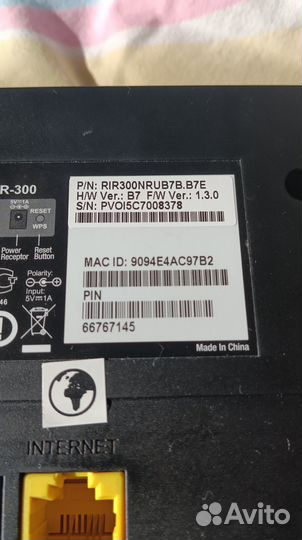 R-300
5V⎓1A
RESET
WPS
Power
Receptor
Reset
Button
Polarity:
Input:
5V⎓1A
46
P/N: RIR300NRUB7B.B7E
H/W Ver.: B7 F/W Ver.: 1.3.0
S/N: PVOI5C7008378
MAC ID: 9094E4AC97B2
PIN
66767145
Made In China
INTERNET
Avito